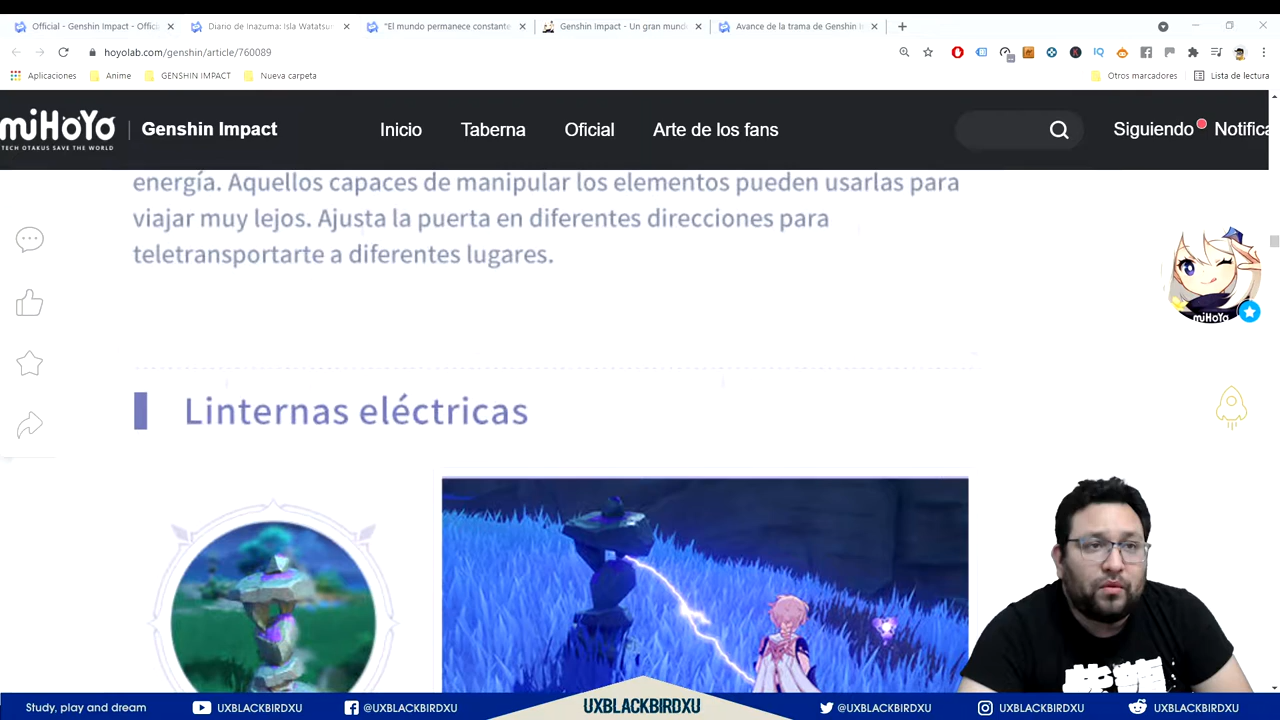 Official - Genshin Impact - Offici
Diario de Inazuma: Isla Watatsum
"El mundo permanece constante
Genshin Impact - Un gran mundo
Avance de la trama de Genshin I
hoyolab.com/genshin/article/760089
Aplicaciones
Anime
GENSHIN IMPACT
Nueva carpeta
Otros marcadores
Lista de lectura
miHoYo
TECH OTAKUS SAVE THE WORLD
Genshin Impact
Inicio
Taberna
Oficial
Arte de los fans
Siguiendo
Notifica
energía. Aquellos capaces de manipular los elementos pueden usarlas para
viajar muy lejos. Ajusta la puerta en diferentes direcciones para
teletransportarte a diferentes lugares.
miHoYo
Linternas eléctricas
Study, play and dream
UXBLACKBIRDXU
@UXBLACKBIRDXU
UXBLACKBIRDXU
@UXBLACKBIRDXU
UXBLACKBIRDXU
UXBLACKBIRDXU